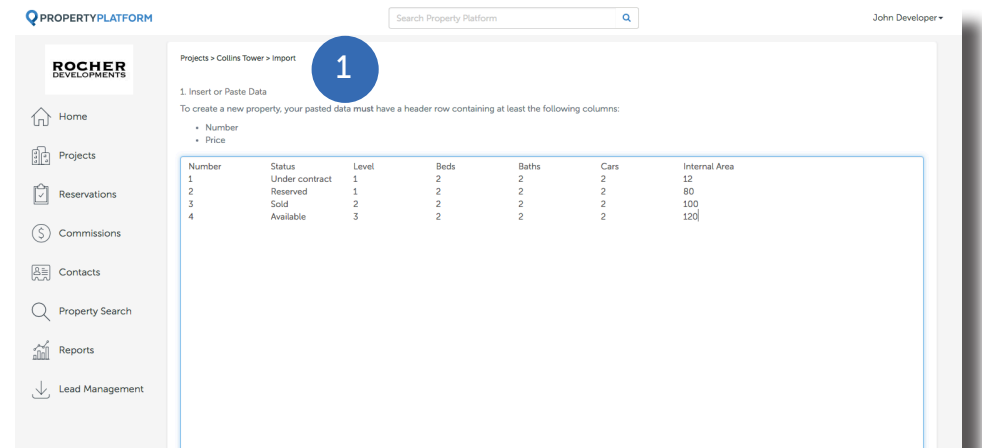 PROPERTYPLATFORM
Search Property Platform
John Developer
ROCHER
DEVELOPMENTS
Home
Projects
Reservations
Commissions
Contacts
Property Search
Reports
Lead Management
Projects > Collins Tower > Import
1
1. Insert or Paste Data
To create a new property, your pasted data must have a header row containing at least the following columns:
• Number
• Price
Number Status Level Beds Baths Cars Internal Area
1 Under contract 1 2 2 2 12
2 Reserved 1 2 2 2 80
3 Sold 2 2 2 2 100
4 Available 3 2 2 2 120